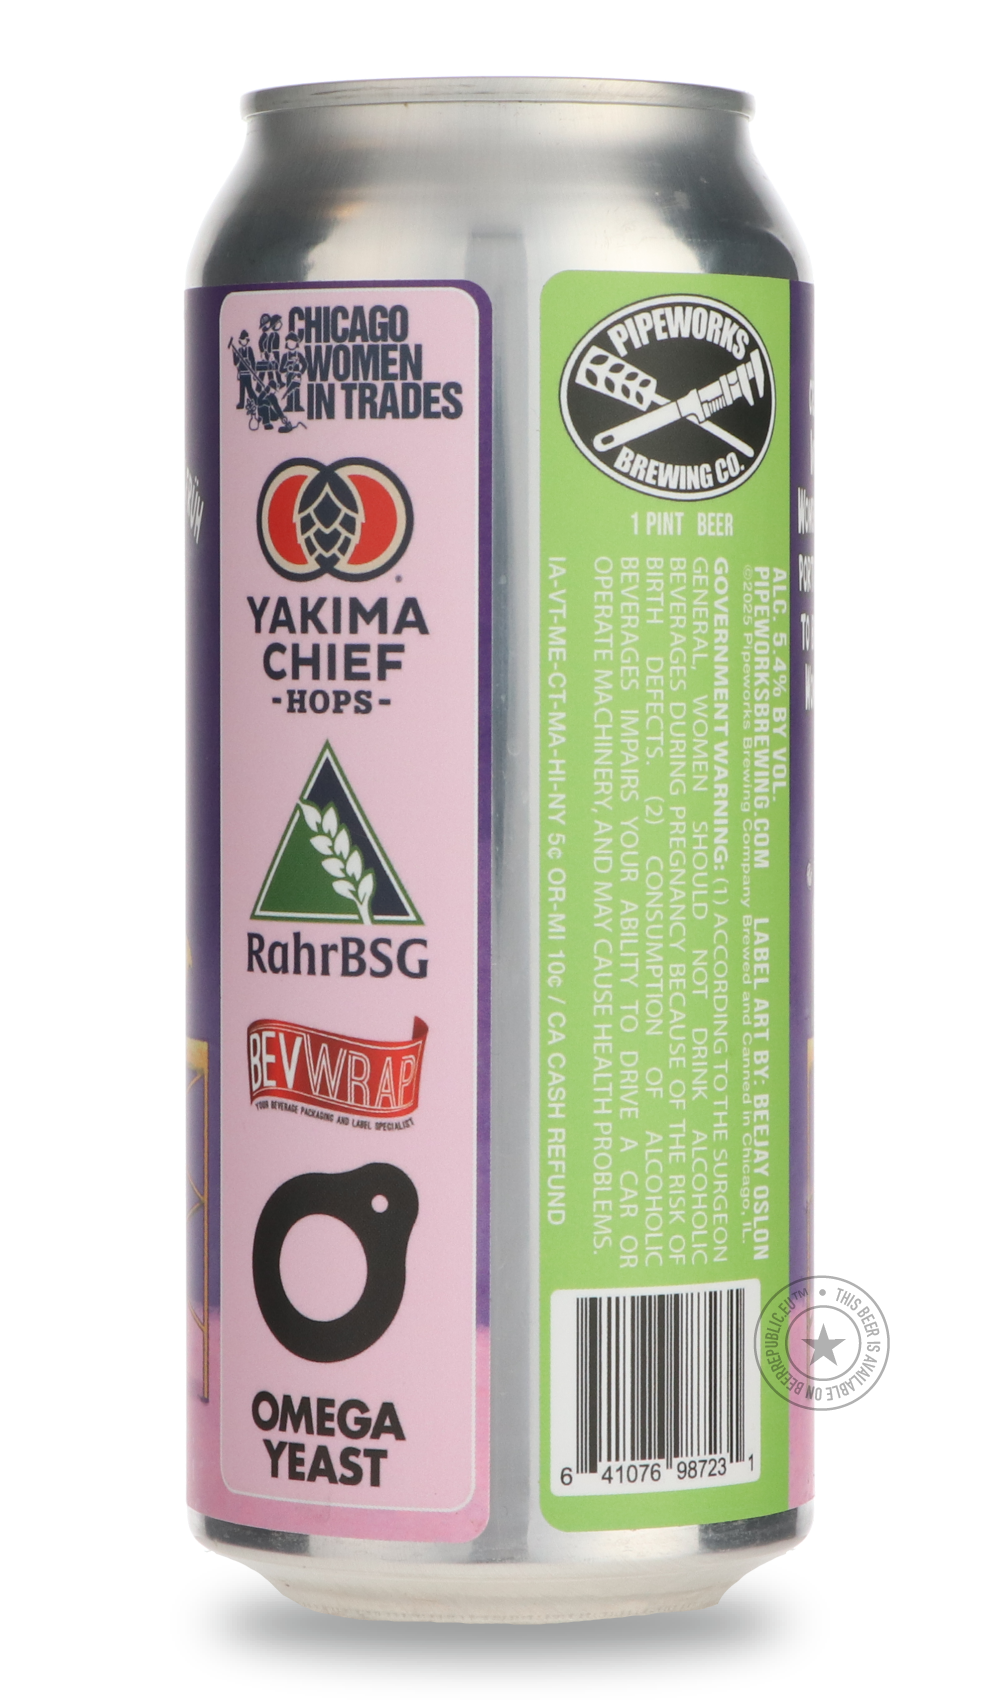 CHICAGO
WOMEN
IN TRADES
YAKIMA
CHIEF
-HOPS-
RahrBSG
BEVWRAP
YOUR BEVERAGE PACKAGING AND LABEL SPECIALIST
OMEGA
YEAST
PIPEWORKS
BREWING CO.
1 PINT BEER
ALC. 5.4% BY VOL.
PIPEWORKSBREWING.COM LABEL ART BY: BEEJAY OSLON
©2025 Pipeworks Brewing Company Brewed and Canned in Chicago, IL.
GOVERNMENT WARNING: (1) ACCORDING TO THE SURGEON
GENERAL, WOMEN SHOULD NOT DRINK ALCOHOLIC
BEVERAGES DURING PREGNANCY BECAUSE OF THE RISK OF
BIRTH DEFECTS. (2) CONSUMPTION OF ALCOHOLIC
BEVERAGES IMPAIRS YOUR ABILITY TO DRIVE A CAR OR
OPERATE MACHINERY, AND MAY CAUSE HEALTH PROBLEMS.
IA-VT-ME-CT-MA-HI-NY 5¢ OR-MI 10¢ / CA CASH REFUND
6 41076 98723 1
THIS BEER IS AVAILABLE ON BEERREPUBLIC.EU™